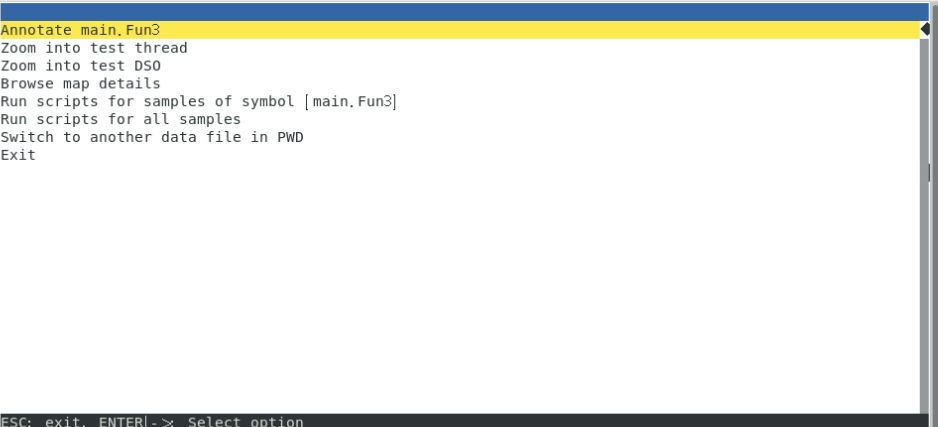 Annotate main.Fun3
Zoom into test thread
Zoom into test DSO
Browse map details
Run scripts for samples of symbol [main.Fun3]
Run scripts for all samples
Switch to another data file in PWD
Exit
ESC: exit, ENTER|->: Select option